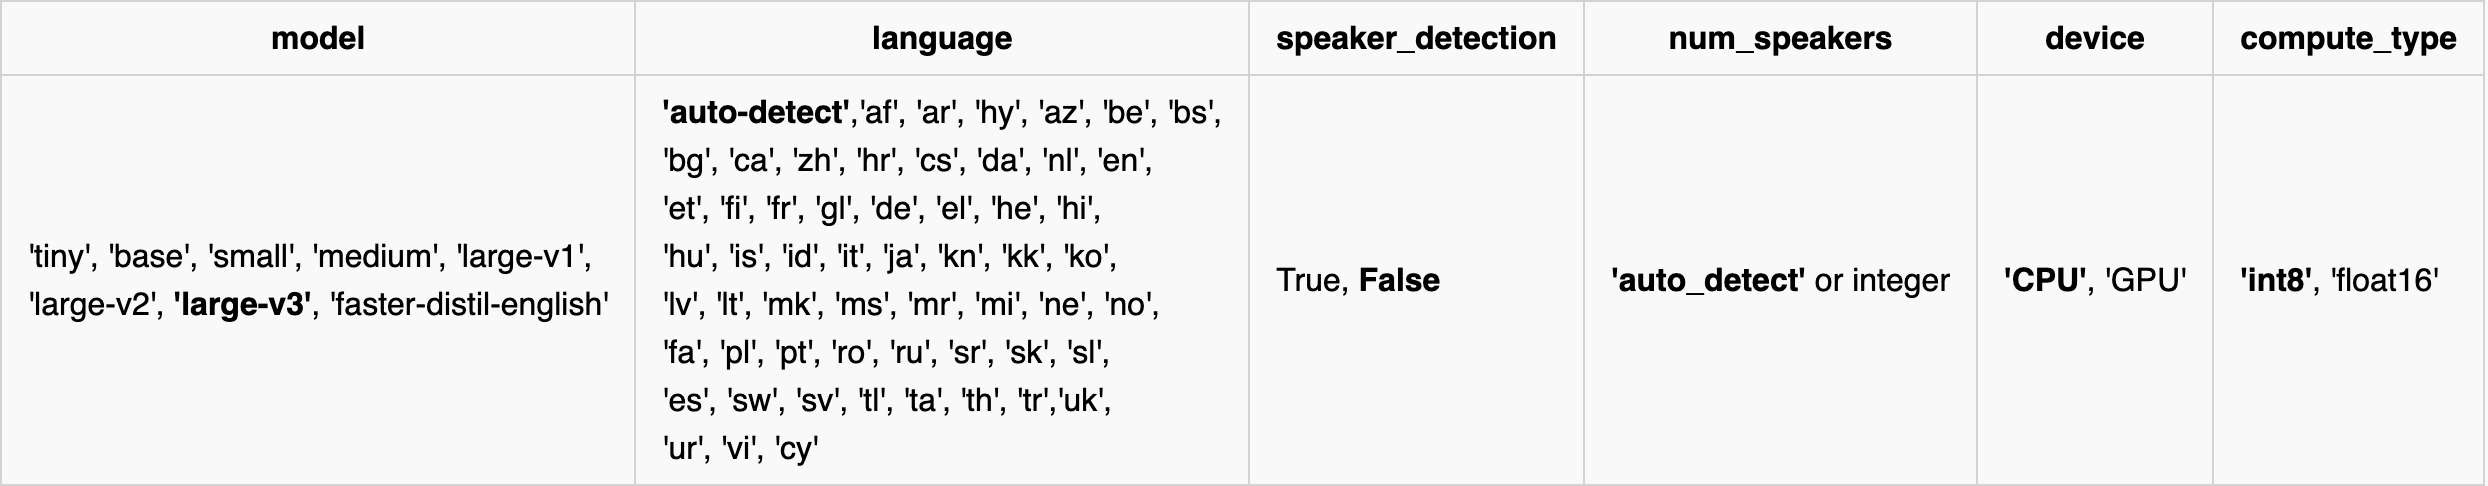 model language speaker_detection num_speakers device compute_type
'tiny', 'base', 'small', 'medium', 'large-v1',
'large-v2', 'large-v3', 'faster-distil-english'
'auto-detect','af', 'ar', 'hy', 'az', 'be', 'bs',
'bg', 'ca', 'zh', 'hr', 'cs', 'da', 'nl', 'en',
'et', 'fi', 'fr', 'gl', 'de', 'el', 'he', 'hi',
'hu', 'is', 'id', 'it', 'ja', 'kn', 'kk', 'ko',
'lv', 'lt', 'mk', 'ms', 'mr', 'mi', 'ne', 'no',
'fa', 'pl', 'pt', 'ro', 'ru', 'sr', 'sk', 'sl',
'es', 'sw', 'sv', 'tl', 'ta', 'th', 'tr','uk',
'ur', 'vi', 'cy'
True, False
'auto_detect' or integer
'CPU', 'GPU'
'int8', 'float16'